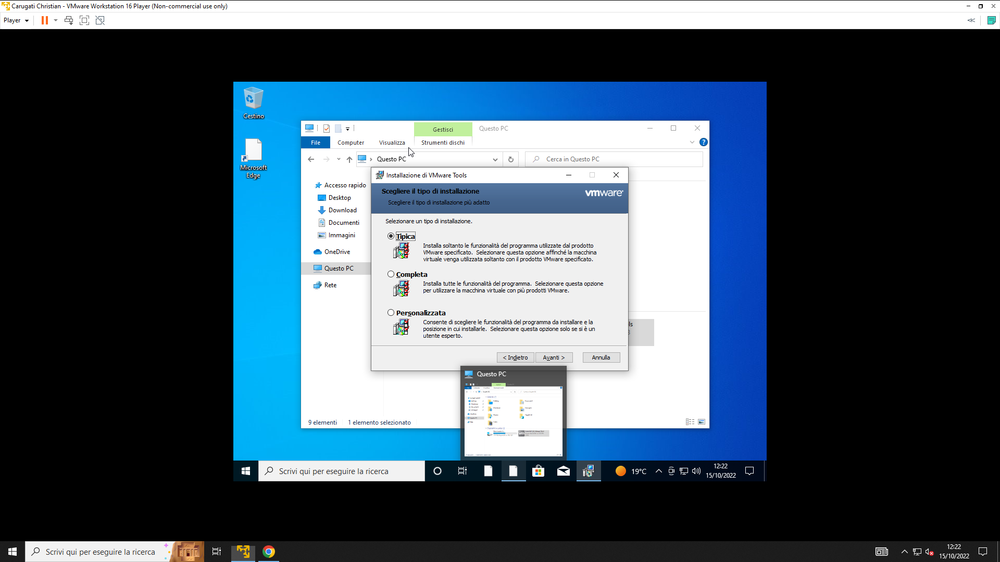 Carugati Christian - VMware Workstation 16 Player (Non-commercial use only)
Player
Cestino
Microsoft
Edge
Gestisci
Questo PC
File
Computer
Visualizza
Strumenti dischi
Questo PC
Cerca in Questo PC
Accesso rapido
Desktop
Download
Documenti
Immagini
OneDrive
Questo PC
Rete
Installazione di VMware Tools
Scegliere il tipo di installazione
Scegliere il tipo di installazione più adatto
vmware
Selezionare un tipo di installazione.
Tipica
Installa soltanto le funzionalità del programma utilizzate dal prodotto
VMware specificato. Selezionare questa opzione affinché la macchina
virtuale venga utilizzata soltanto con il prodotto VMware specificato.
Completa
Installa tutte le funzionalità del programma. Selezionare questa opzione
per utilizzare la macchina virtuale con più prodotti VMware.
Personalizzata
Consente di scegliere le funzionalità del programma da installare e la
posizione in cui installarle. Selezionare questa opzione solo se si è un
utente esperto.
ls
< Indietro
Avanti >
Annulla
Questo PC
9 elementi
1 elemento selezionato
Scrivi qui per eseguire la ricerca
19°C
12:22
15/10/2022
Scrivi qui per eseguire la ricerca
12:22
15/10/2022